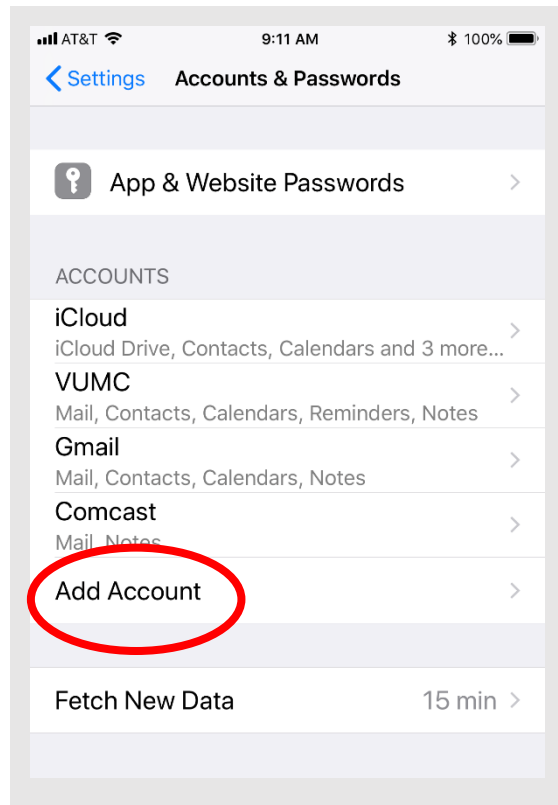 AT&T 9:11 AM 100%
Settings Accounts & Passwords
App & Website Passwords
ACCOUNTS
iCloud
iCloud Drive, Contacts, Calendars and 3 more...
VUMC
Mail, Contacts, Calendars, Reminders, Notes
Gmail
Mail, Contacts, Calendars, Notes
Comcast
Mail, Notes
Add Account
Fetch New Data 15 min